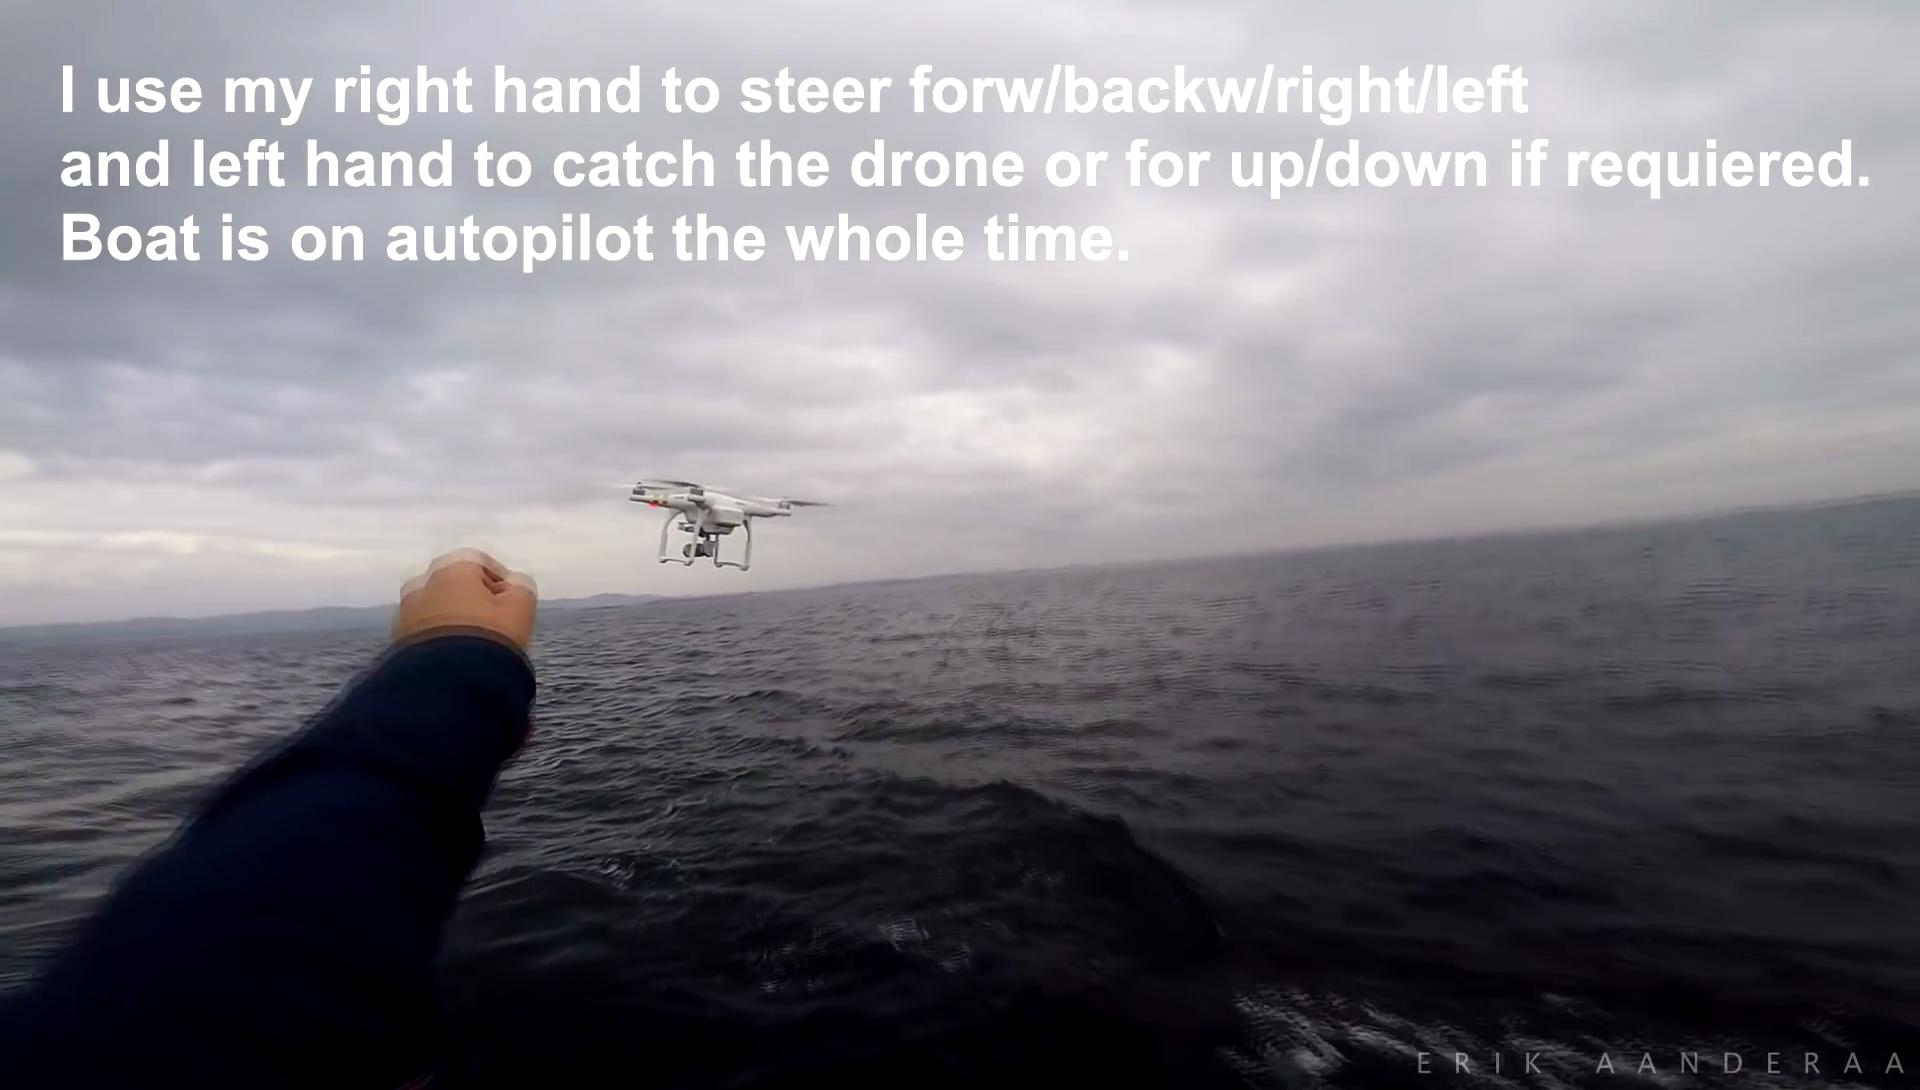 I use my right hand to steer forw/backw/right/left
and left hand to catch the drone or for up/down if requiered.
Boat is on autopilot the whole time.
ERIK AANDERAA